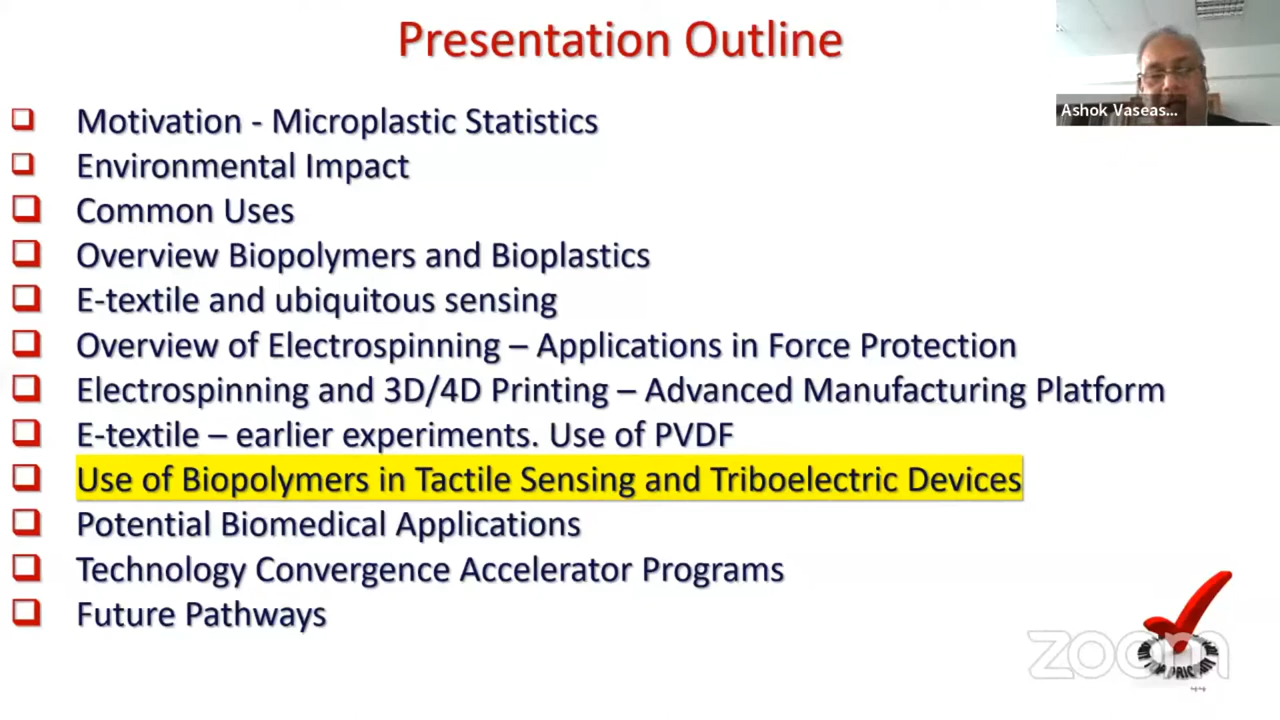 Presentation Outline
Ashok Vaseas...
Motivation - Microplastic Statistics
Environmental Impact
Common Uses
Overview Biopolymers and Bioplastics
E-textile and ubiquitous sensing
Overview of Electrospinning – Applications in Force Protection
Electrospinning and 3D/4D Printing – Advanced Manufacturing Platform
E-textile – earlier experiments. Use of PVDF
Use of Biopolymers in Tactile Sensing and Triboelectric Devices
Potential Biomedical Applications
Technology Convergence Accelerator Programs
Future Pathways
zoom